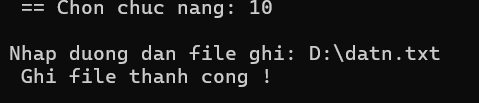 == Chon chuc nang: 10
Nhap duong dan file ghi: D:\datn.txt
Ghi file thanh cong !